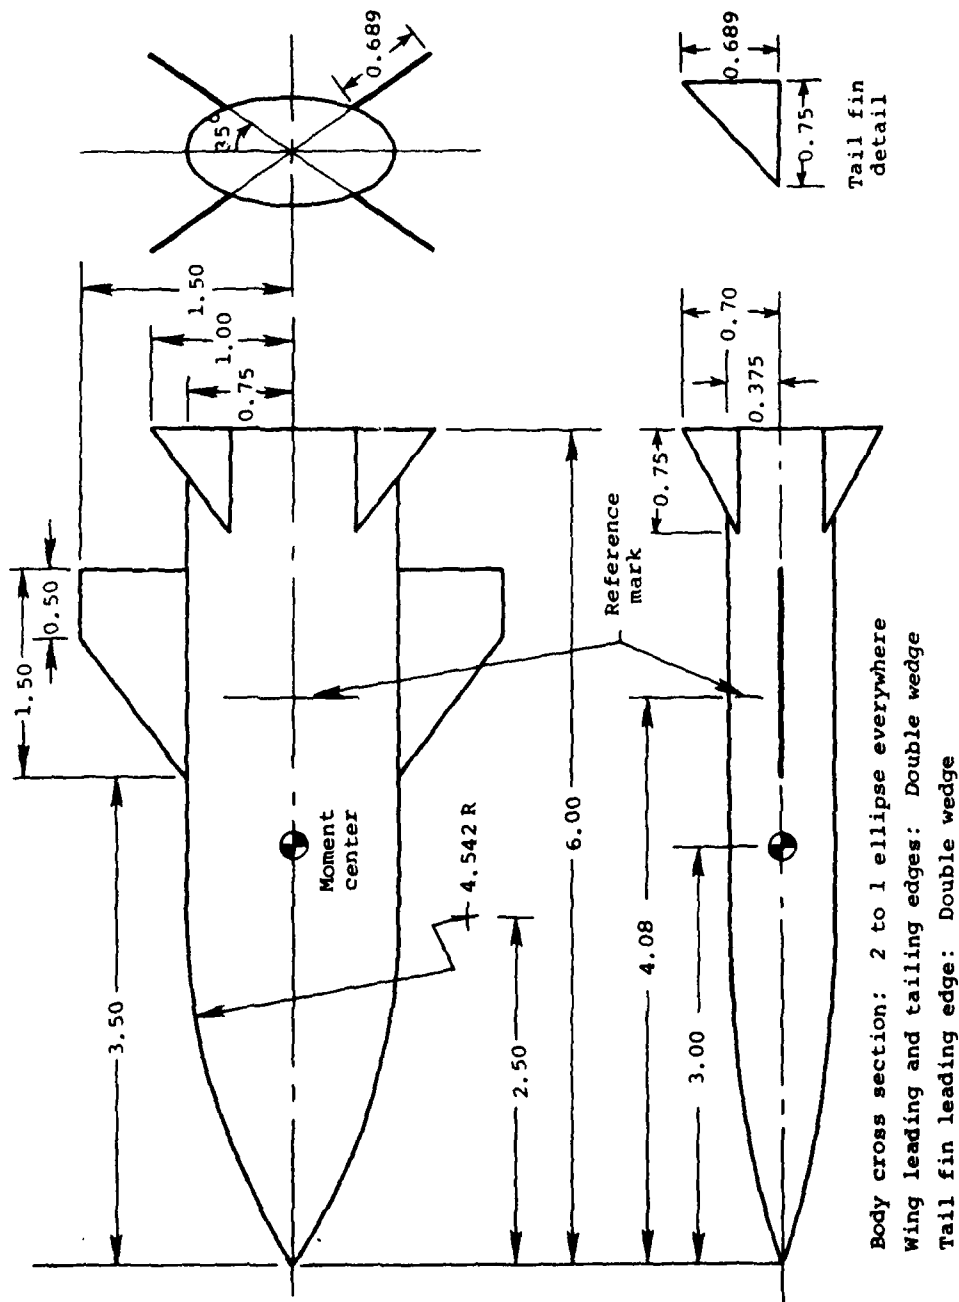 3.50
1.50
0.50
1.50
1.00
0.75
35°
0.689
Moment
center
4.542 R
2.50
6.00
Reference
mark
4.08
3.00
0.75
0.375
0.70
0.689
0.75
Tail fin
detail
Body cross section: 2 to 1 ellipse everywhere
Wing leading and tailing edges: Double wedge
Tail fin leading edge: Double wedge